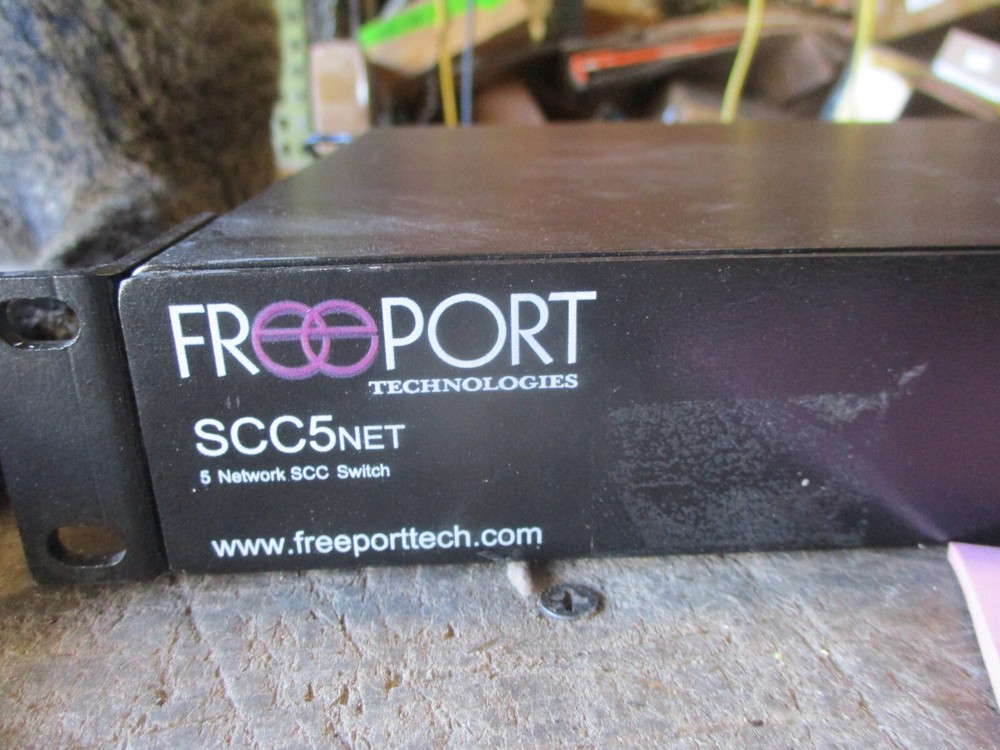 FREEPORT
TECHNOLOGIES
SCC5NET
5 Network SCC Switch
www.freeporttech.com